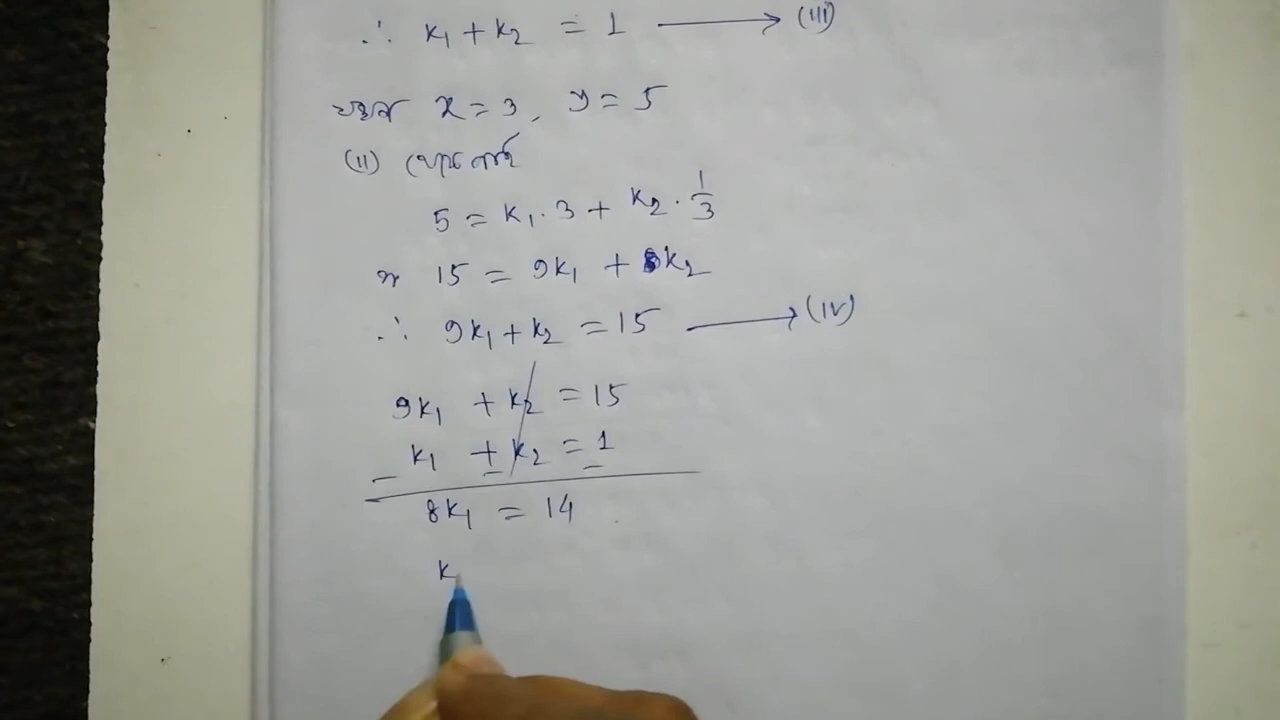 ∴ k₁ + k₂ = 1 ⟶ (III)
যখন x = 3, y = 5
(II) থেকে পাই
5 = k₁·3 + k₂·1/3
বা 15 = 9k₁ + k₂
∴ 9k₁ + k₂ = 15 ⟶ (IV)
9k₁ + k₂ = 15
k₁ + k₂ = 1
8k₁ = 14
k